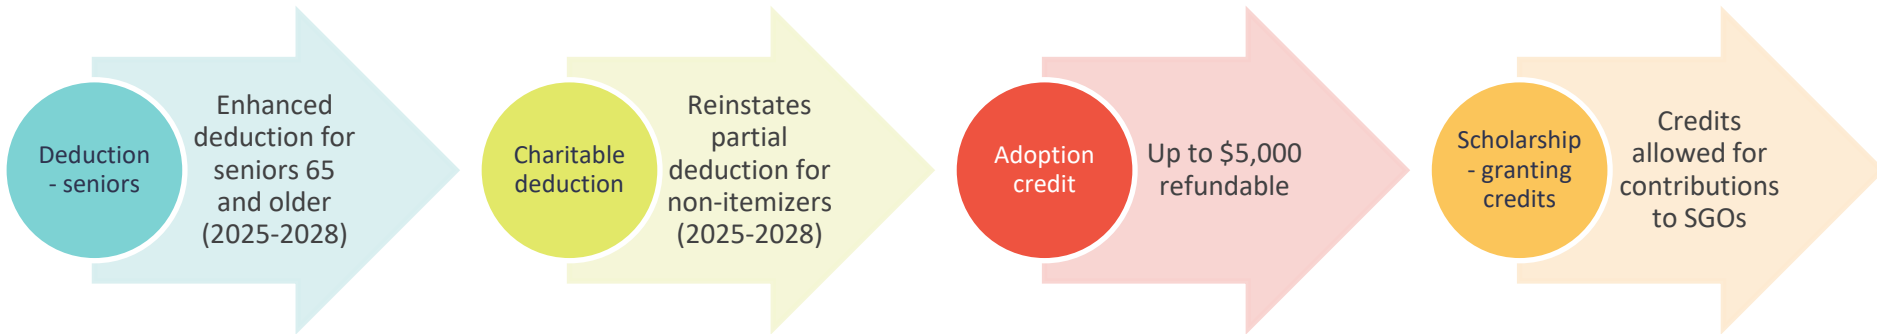 Deduction
- seniors
Enhanced
deduction for
seniors 65
and older
(2025-2028)
Charitable
deduction
Reinstates
partial
deduction for
non-itemizers
(2025-2028)
Adoption
credit
Up to $5,000
refundable
Scholarship
- granting
credits
Credits
allowed for
contributions
to SGOs